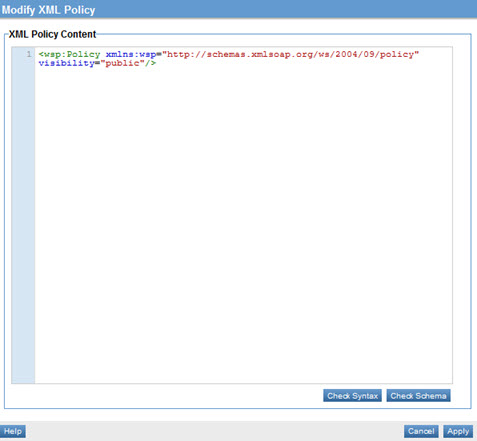 Modify XML Policy
XML Policy Content
1 <wsp:Policy xmlns:wsp="http://schemas.xmlsoap.org/ws/2004/09/policy"
visibility="public"/>
Check Syntax Check Schema
Help Cancel Apply